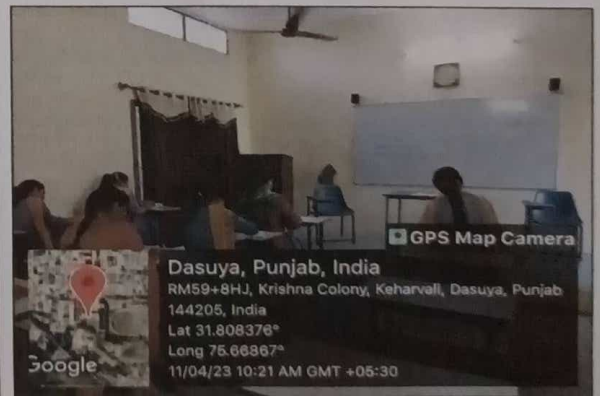 GPS Map Camera
Dasuya, Punjab, India
RM59+8HJ, Krishna Colony, Keharvali, Dasuya, Punjab
144205, India
Lat 31.808376°
Long 75.66867°
11/04/23 10:21 AM GMT +05:30
Google